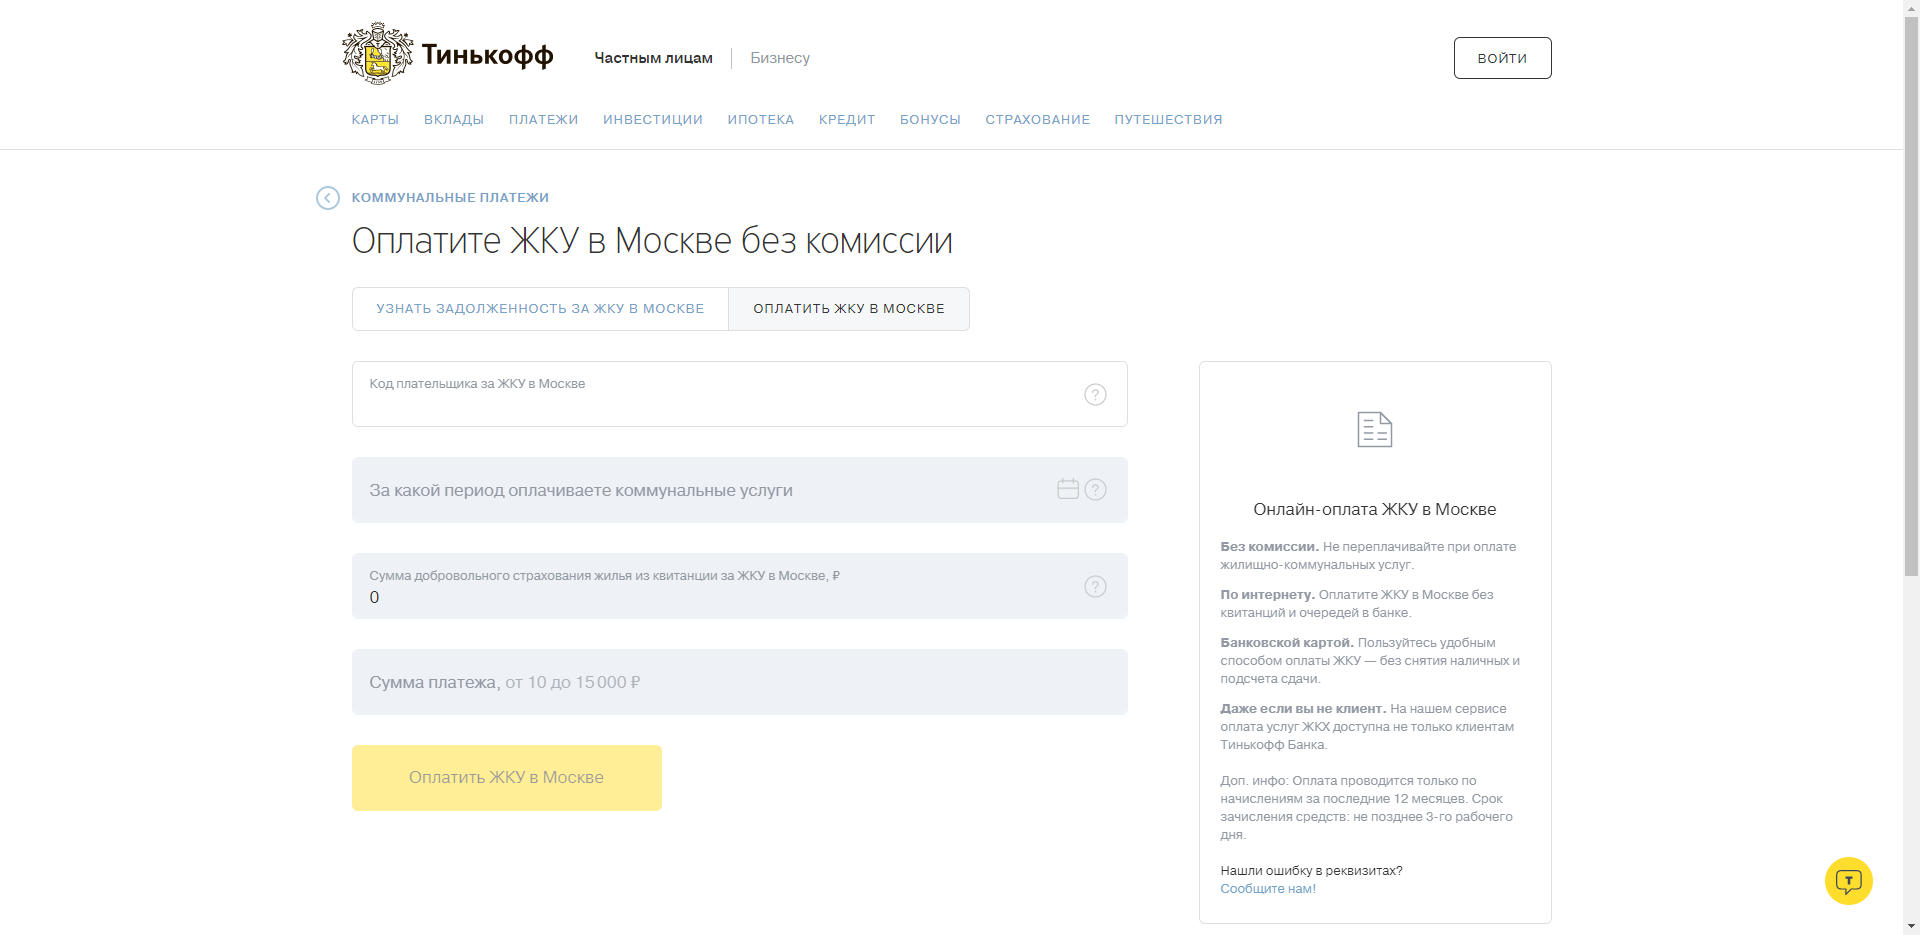 Тинькофф
Частным лицам
Бизнесу
ВОЙТИ
КАРТЫ ВКЛАДЫ ПЛАТЕЖИ ИНВЕСТИЦИИ ИПОТЕКА КРЕДИТ БОНУСЫ СТРАХОВАНИЕ ПУТЕШЕСТВИЯ
КОММУНАЛЬНЫЕ ПЛАТЕЖИ
Оплатите ЖКУ в Москве без комиссии
УЗНАТЬ ЗАДОЛЖЕННОСТЬ ЗА ЖКУ В МОСКВЕ
ОПЛАТИТЬ ЖКУ В МОСКВЕ
Код плательщика за ЖКУ в Москве
?
За какой период оплачиваете коммунальные услуги
?
Сумма добровольного страхования жилья из квитанции за ЖКУ в Москве, ₽
0
?
Сумма платежа, от 10 до 15 000 ₽
Оплатить ЖКУ в Москве
Онлайн-оплата ЖКУ в Москве
Без комиссии. Не переплачивайте при оплате
жилищно-коммунальных услуг.
По интернету. Оплатите ЖКУ в Москве без
квитанций и очередей в банке.
Банковской картой. Пользуйтесь удобным
способом оплаты ЖКУ — без снятия наличных и
подсчета сдачи.
Даже если вы не клиент. На нашем сервисе
оплата услуг ЖКХ доступна не только клиентам
Тинькофф Банка.
Доп. инфо: Оплата проводится только по
начислениям за последние 12 месяцев. Срок
зачисления средств: не позднее 3-го рабочего
дня.
Нашли ошибку в реквизитах?
Сообщите нам!
Т